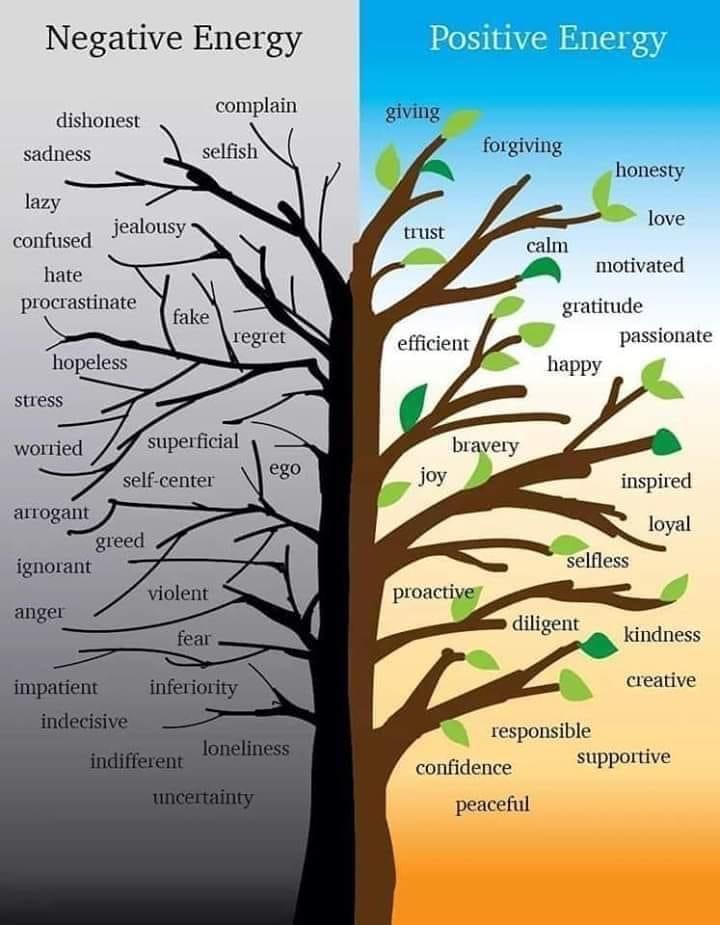 Negative Energy
complain
dishonest
sadness
selfish
lazy
jealousy
confused
hate
procrastinate
fake
regret
hopeless
stress
superficial
worried
ego
self-center
arrogant
greed
ignorant
violent
anger
fear
impatient
inferiority
indecisive
loneliness
indifferent
uncertainty
Positive Energy
giving
forgiving
honesty
love
trust
calm
motivated
gratitude
passionate
efficient
happy
bravery
joy
inspired
loyal
selfless
proactive
diligent
kindness
creative
responsible
supportive
confidence
peaceful